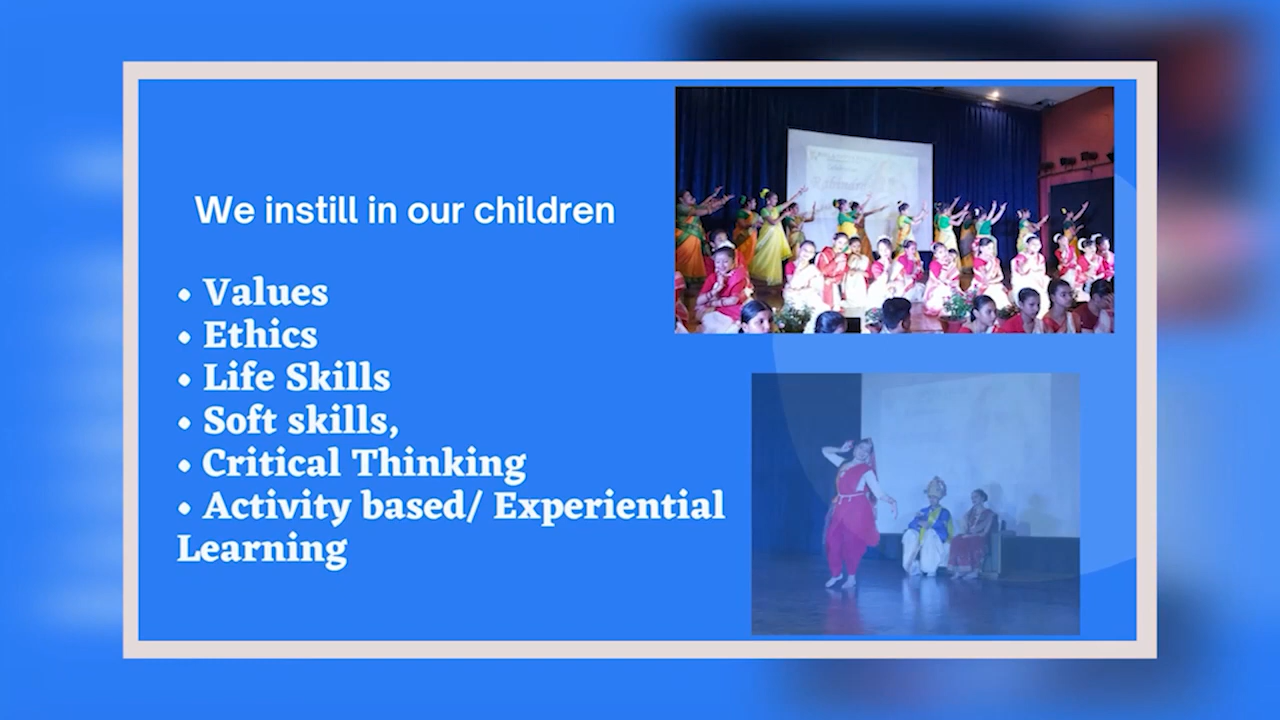 We instill in our children
• Values
• Ethics
• Life Skills
• Soft skills,
• Critical Thinking
• Activity based/ Experiential
Learning